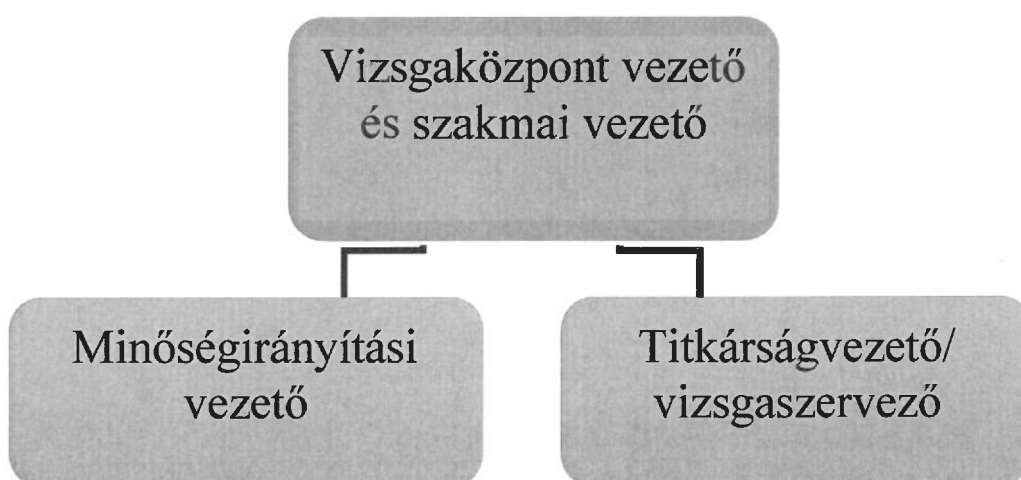 Vizsgaközpont vezető
és szakmai vezető
Minőségirányítási
vezető
Titkárságvezető/
vizsgaszervező